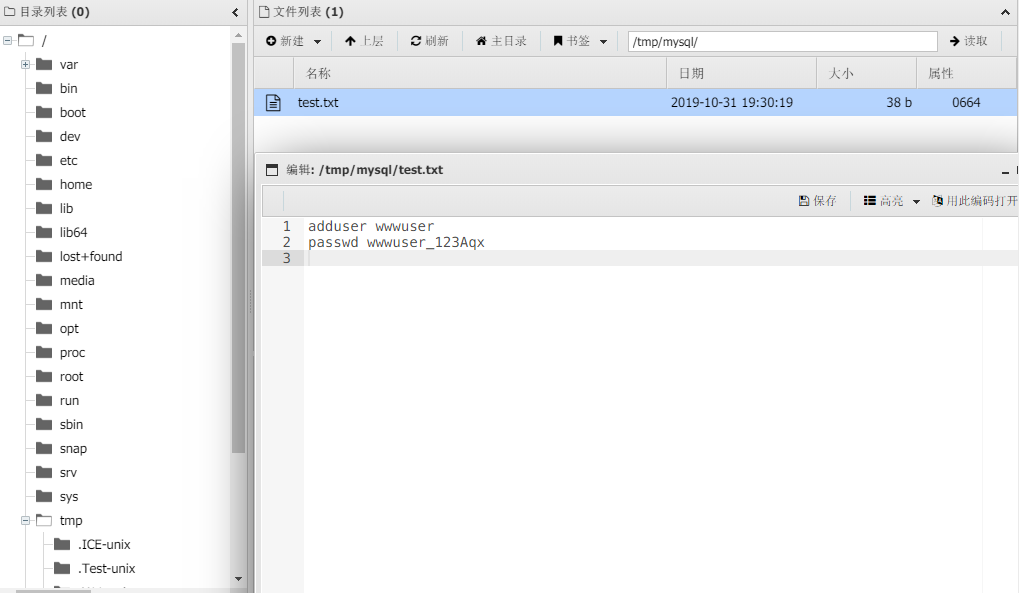 目录列表 (0)
/
var
bin
boot
dev
etc
home
lib
lib64
lost+found
media
mnt
opt
proc
root
run
sbin
snap
srv
sys
tmp
.ICE-unix
.Test-unix
文件列表 (1)
新建 上层 刷新 主目录 书签 /tmp/mysql/ 读取
名称 日期 大小 属性
test.txt 2019-10-31 19:30:19 38 b 0664
编辑: /tmp/mysql/test.txt
保存 高亮 用此编码打开
1 adduser wwwuser
2 passwd wwwuser_123Aqx
3